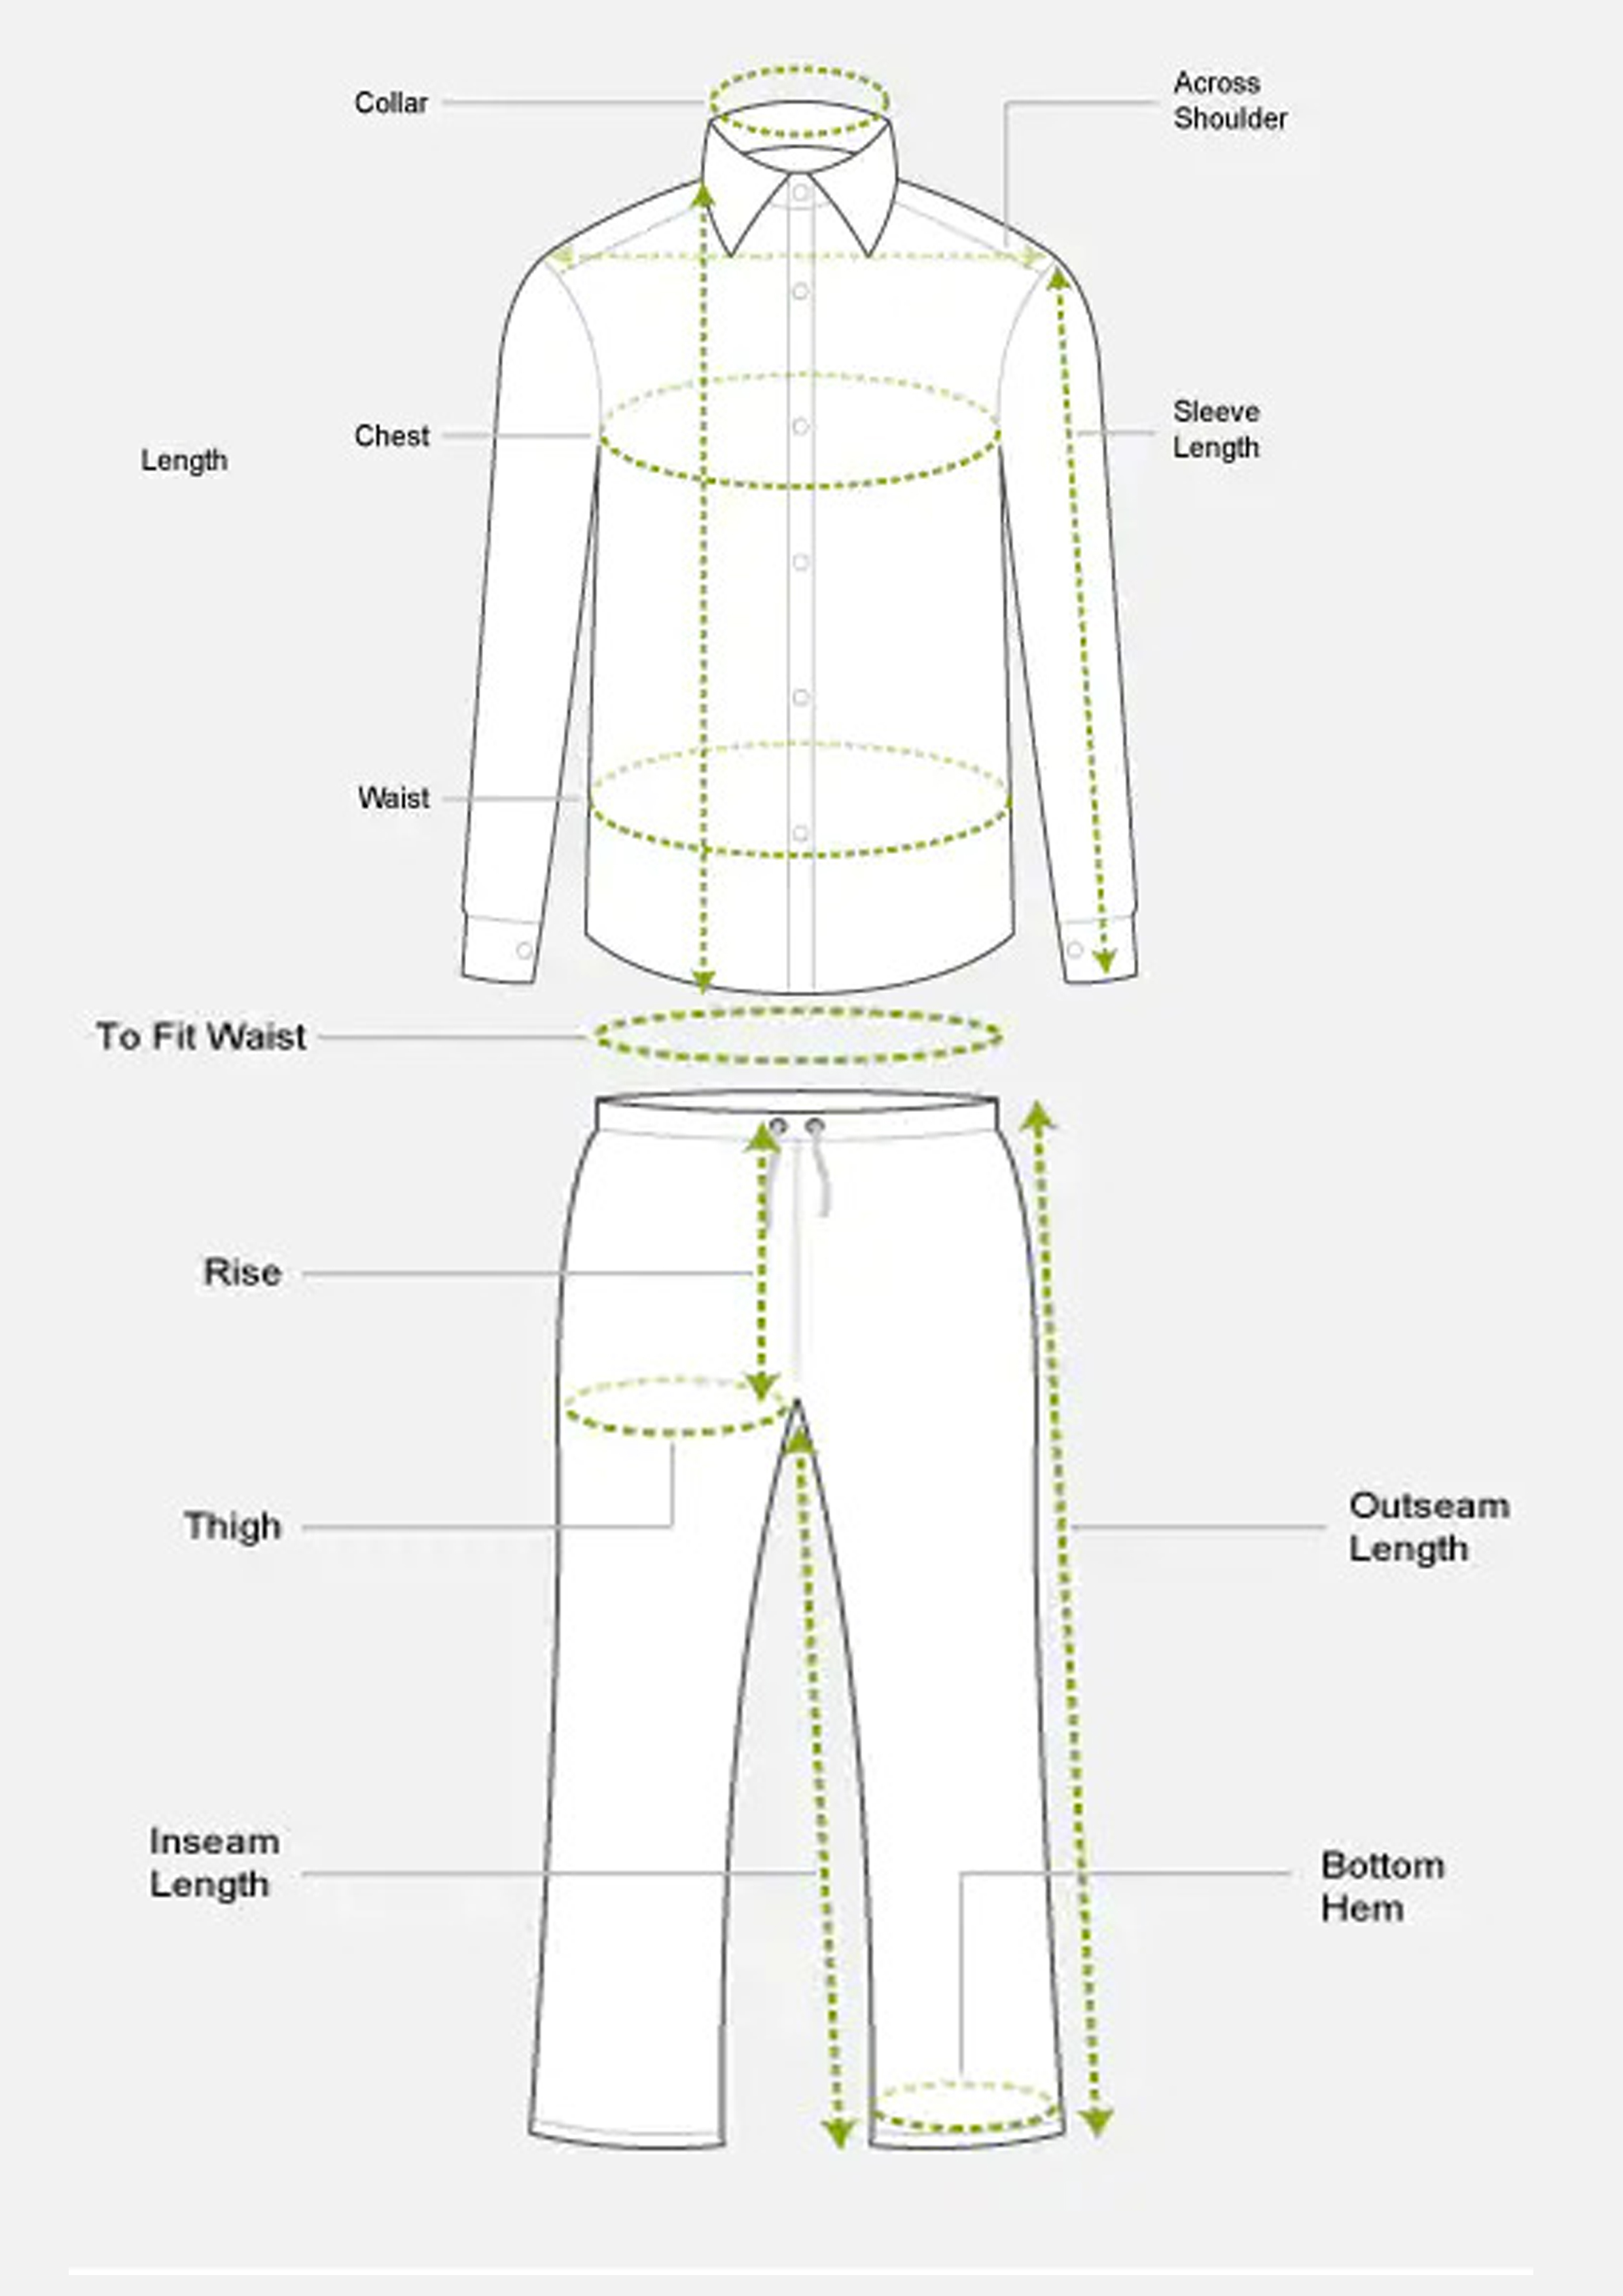 Collar
Across
Shoulder
Chest
Sleeve
Length
Length
Waist
To Fit Waist
Rise
Thigh
Outseam
Length
Inseam
Length
Bottom
Hem